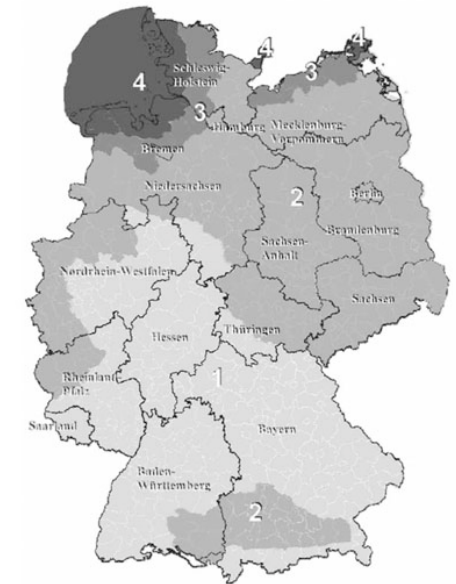 4
4
4
3
Schleswig-
Holstein
3
Hamburg
Mecklenburg-
Vorpommern
Bremen
Niedersachsen
2
Berlin
Brandenburg
Sachsen-
Anhalt
Nordrhein-Westfalen
Sachsen
Hessen
Thüringen
1
Rheinland
Pfalz
Saarland
Bayern
Baden-
Württemberg
2